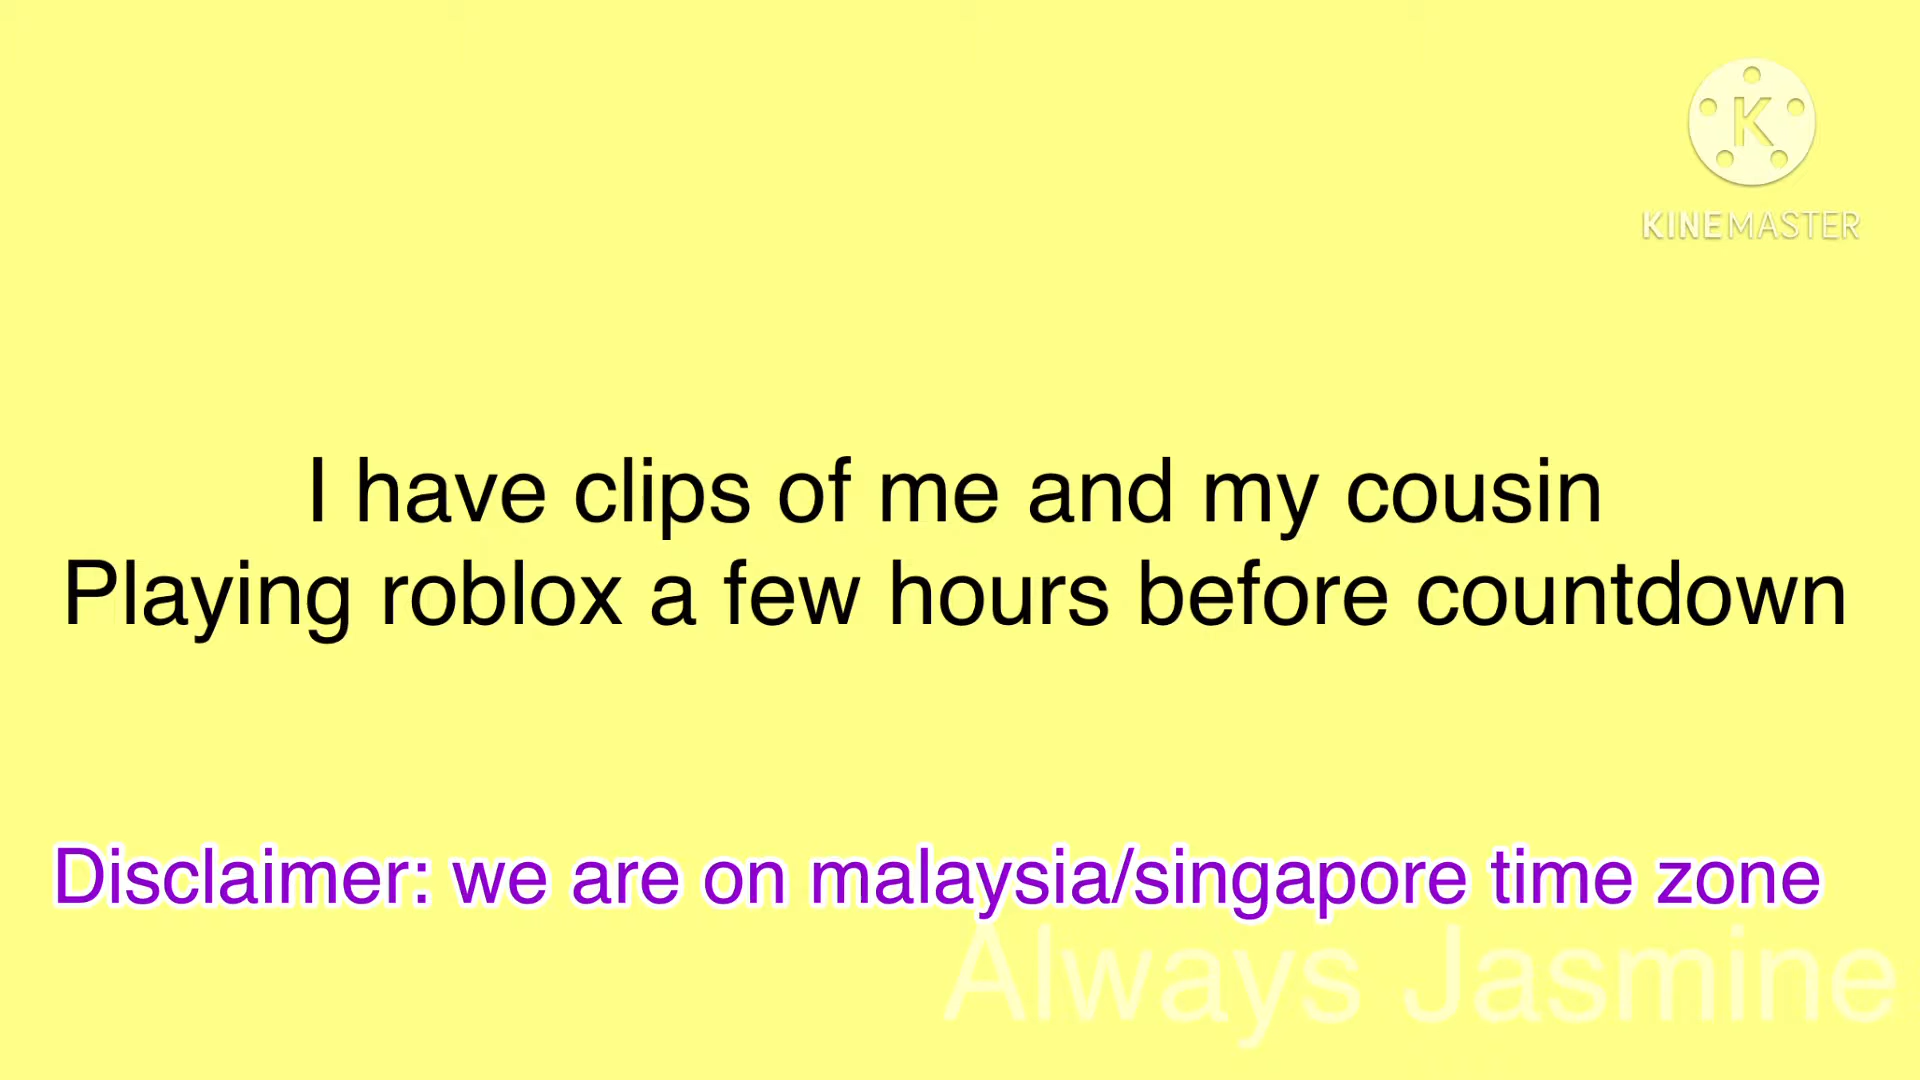 K
KINEMASTER
I have clips of me and my cousin
Playing roblox a few hours before countdown
Disclaimer: we are on malaysia/singapore time zone
Always Jasmine